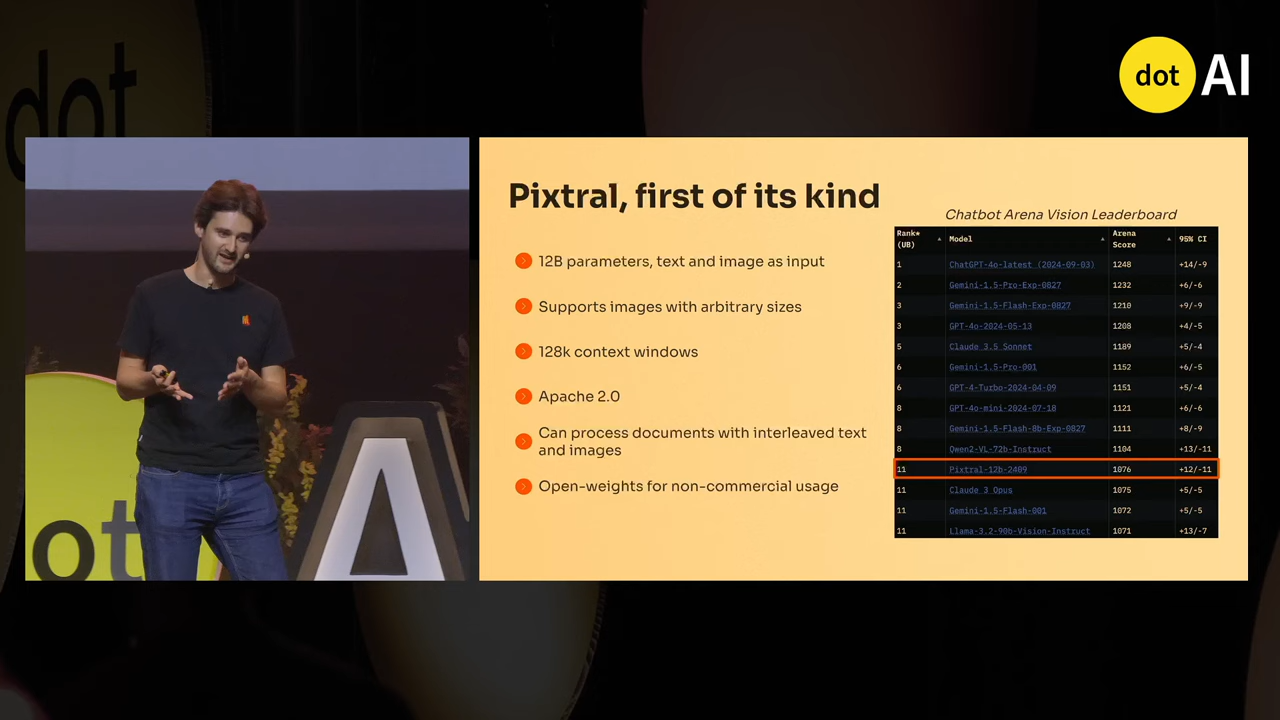 dot AI
dot
Pixtral, first of its kind
12B parameters, text and image as input
Supports images with arbitrary sizes
128k context windows
Apache 2.0
Can process documents with interleaved text
and images
Open-weights for non-commercial usage
Chatbot Arena Vision Leaderboard
Rank* (UB) Model Arena Score 95% CI
1 ChatGPT-4o-latest (2024-09-03) 1248 +14/-9
2 Gemini-1.5-Pro-Exp-0827 1232 +6/-6
3 Gemini-1.5-Flash-Exp-0827 1210 +9/-9
3 GPT-4o-2024-05-13 1208 +4/-5
5 Claude 3.5 Sonnet 1189 +5/-4
6 Gemini-1.5-Pro-001 1152 +6/-5
6 GPT-4-Turbo-2024-04-09 1151 +5/-4
8 GPT-4o-mini-2024-07-18 1121 +6/-6
8 Gemini-1.5-Flash-8b-Exp-0827 1111 +8/-9
8 Qwen2-VL-72b-Instruct 1104 +13/-11
11 Pixtral-12b-2409 1076 +12/-11
11 Claude 3 Opus 1075 +5/-5
11 Gemini-1.5-Flash-001 1072 +5/-5
11 Llama-3.2-90b-Vision-Instruct 1071 +13/-7
ot A